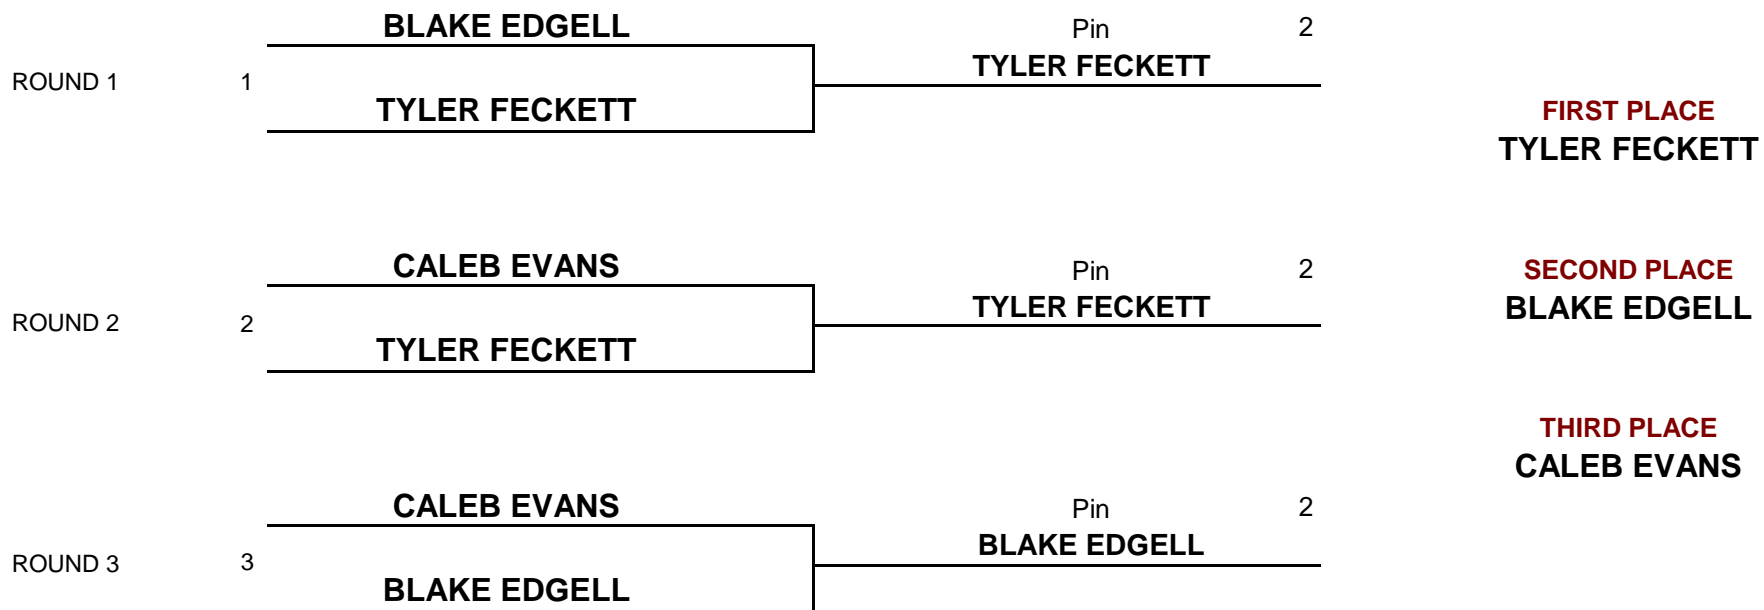 BLAKE EDGELL
Pin 2
TYLER FECKETT
ROUND 1 1
TYLER FECKETT
FIRST PLACE
TYLER FECKETT
CALEB EVANS
Pin 2
SECOND PLACE
TYLER FECKETT
BLAKE EDGELL
ROUND 2 2
TYLER FECKETT
THIRD PLACE
CALEB EVANS
CALEB EVANS
Pin 2
BLAKE EDGELL
ROUND 3 3
BLAKE EDGELL